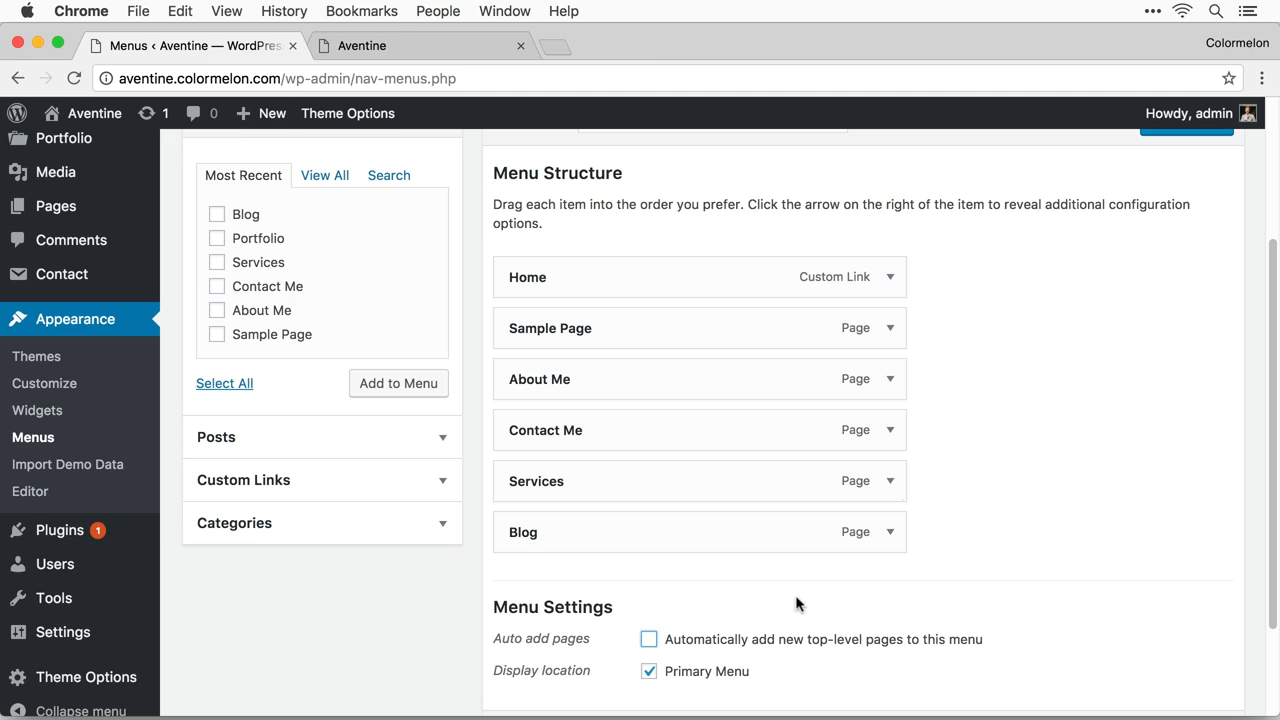 Chrome File Edit View History Bookmarks People Window Help
Menus ‹ Aventine — WordPres
Aventine
Colormelon
aventine.colormelon.com/wp-admin/nav-menus.php
Aventine 1 0 New Theme Options Howdy, admin
Portfolio
Media
Pages
Comments
Contact
Appearance
Themes
Customize
Widgets
Menus
Import Demo Data
Editor
Plugins 1
Users
Tools
Settings
Theme Options
Collapse menu
Most Recent View All Search
Blog
Portfolio
Services
Contact Me
About Me
Sample Page
Select All Add to Menu
Posts
Custom Links
Categories
Menu Structure
Drag each item into the order you prefer. Click the arrow on the right of the item to reveal additional configuration
options.
Home Custom Link
Sample Page Page
About Me Page
Contact Me Page
Services Page
Blog Page
Menu Settings
Auto add pages Automatically add new top-level pages to this menu
Display location Primary Menu